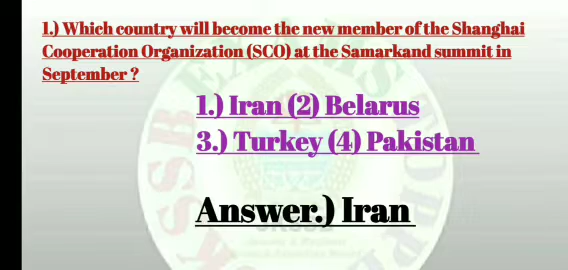 1.) Which country will become the new member of the Shanghai
Cooperation Organization (SCO) at the Samarkand summit in
September ?
1.) Iran (2) Belarus
3.) Turkey (4) Pakistan
Answer.) Iran